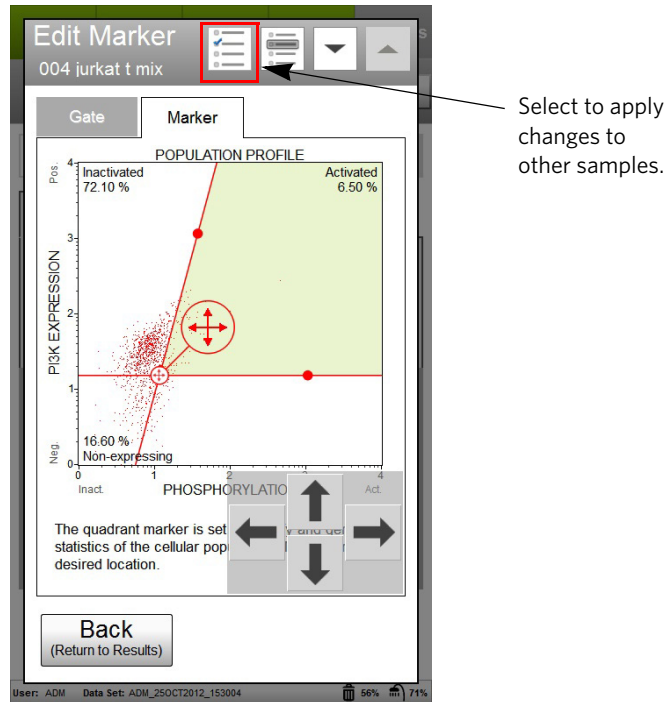 Edit Marker
004 jurkat t mix
Select to apply
changes to
other samples.
Gate
Marker
POPULATION PROFILE
Pos.
4
Inactivated
72.10 %
Activated
6.50 %
3
PI3K EXPRESSION
2
1
16.60 %
Non-expressing
Neg.
0
0 1 2 3 4
Inact. PHOSPHORYLATIO Act.
The quadrant marker is set
statistics of the cellular pop
desired location.
Back
(Return to Results)
User: ADM Data Set: ADM_25OCT2012_153004 56% 71%